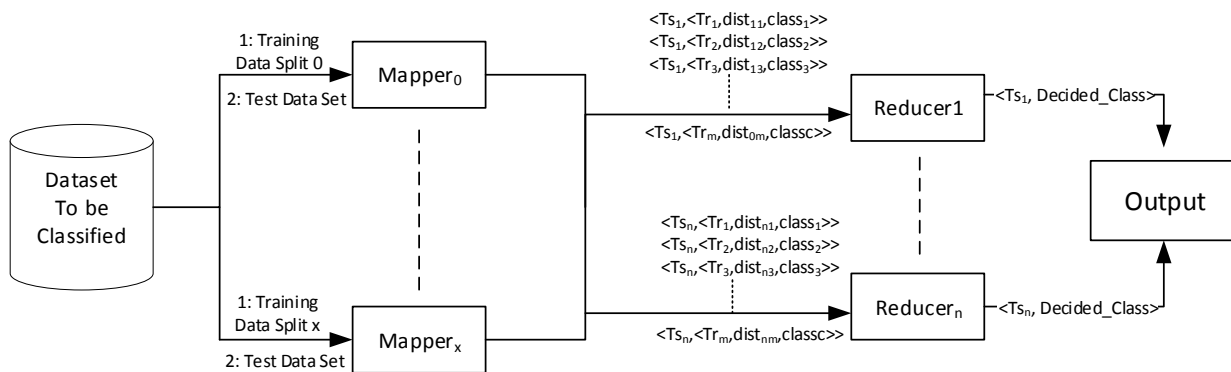 Dataset
To be
Classified
1: Training
Data Split 0
2: Test Data Set
Mapper₀
1: Training
Data Split x
2: Test Data Set
Mapperₓ
<Ts₁,<Tr₁,dist₁₁,class₁>>
<Ts₁,<Tr₂,dist₁₂,class₂>>
<Ts₁,<Tr₃,dist₁₃,class₃>>
<Ts₁,<Trₘ,dist₀ₘ,classc>>
Reducer1
<Ts₁, Decided_Class>
<Tsₙ,<Tr₁,distₙ₁,class₁>>
<Tsₙ,<Tr₂,distₙ₂,class₂>>
<Tsₙ,<Tr₃,distₙ₃,class₃>>
<Tsₙ,<Trₘ,distₙₘ,classc>>
Reducerₙ
<Tsₙ, Decided_Class>
Output